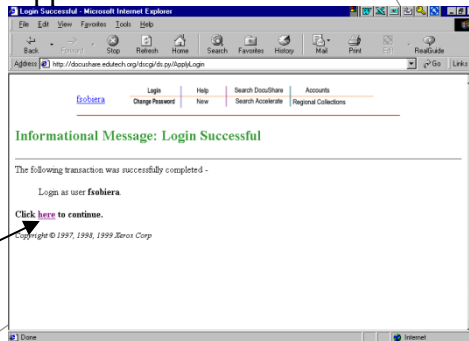 Login Successful - Microsoft Internet Explorer
File Edit View Favorites Tools Help
Back Forward Stop Refresh Home Search Favorites History Mail Print Edit RealGuide
Address http://docushare.edutech.org/dscgi/ds.py/ApplyLogin Go Links
Login Help Search DocuShare Accounts
fsobiera Change Password New Search Accelerate Regional Collections
Informational Message: Login Successful
The following transaction was successfully completed -
Login as user fsobiera.
Click here to continue.
Copyright © 1997, 1998, 1999 Xerox Corp
Done Internet